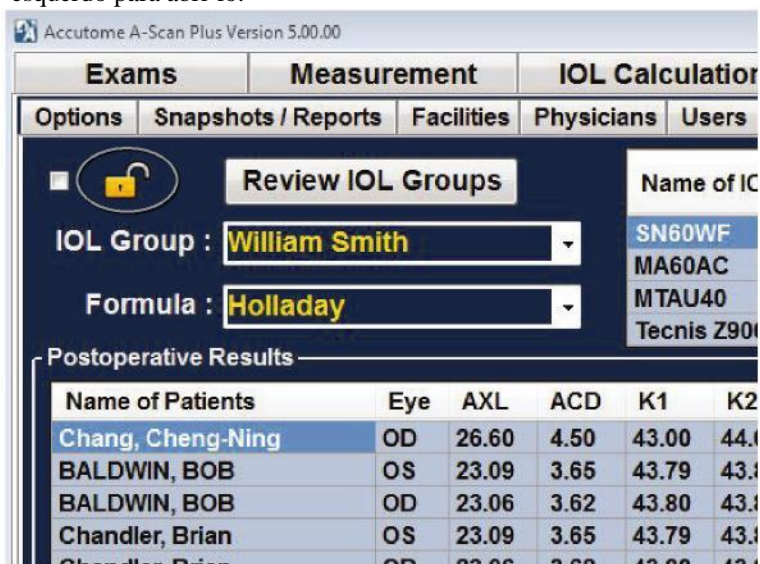 esquerdo para abri-lo.
Accutome A-Scan Plus Version 5.00.00
Exams Measurement IOL
Options Snapshots / Reports Facilities Physicians Users
Review IOL Groups Name of
IOL Group : William Smith SN60WF
MA60AC
Formula : Holladay MTAU40
Tecnis
Postoperative Results
Name of Patients Eye AXL ACD K1 K2
Chang, Cheng-Ning OD 26.60 4.50 43.00
BALDWIN, BOB OS 23.09 3.65 43.79
BALDWIN, BOB OD 23.06 3.62 43.80
Chandler, Brian OS 23.09 3.65 43.79